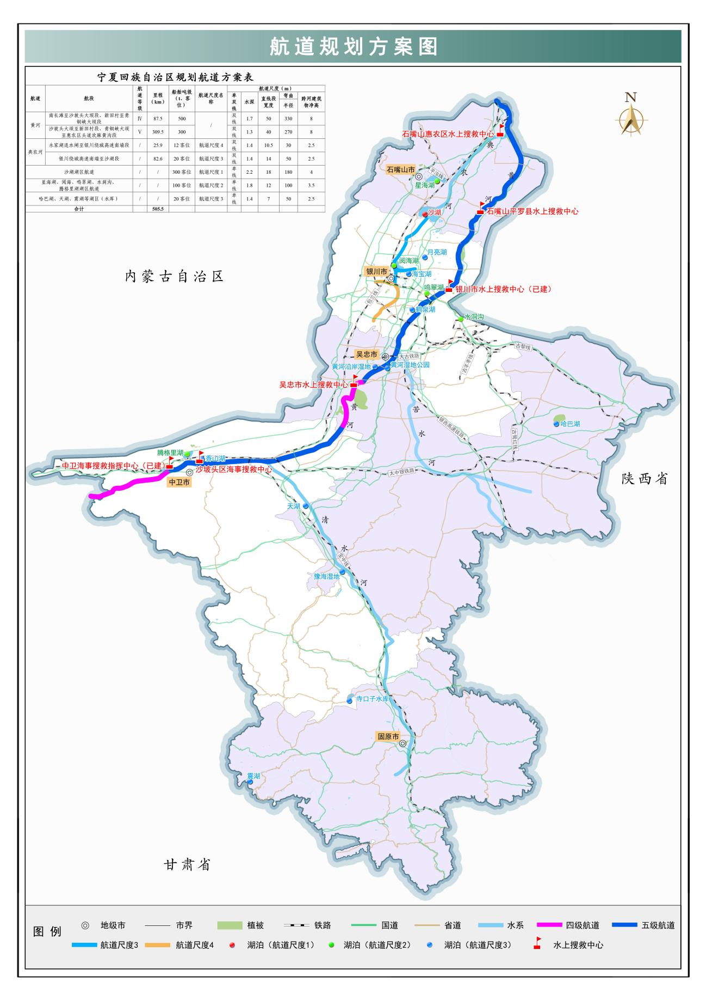 航道规划方案图
宁夏回族自治区规划航道方案表
航道 航段 航道等级 里程（km） 船舶吨级（t、客位） 航道尺度名称 航道尺度（m）
单双线 水深 直线段宽度 弯曲半径 跨河建筑物净高
黄河 南长滩至沙坡头大坝段、新田村至青铜峡大坝段 Ⅳ 87.5 500 / 双线 1.7 50 330 8
沙坡头大坝至新田村段、青铜峡大坝至惠农区头道坎麻黄沟段 Ⅴ 309.5 300 双线 1.3 40 270 8
典农河 永家湖退水闸至银川绕城高速南端段 / 25.9 12客位 航道尺度4 双线 1.4 10.5 30 2.5
银川绕城高速南端至沙湖段 / 82.6 20客位 航道尺度3 双线 1.4 14 50 2.5
沙湖湖区航道 / / 300客位 航道尺度1 单线 2.2 18 180 4
星海湖、阅海、鸣翠湖、水洞沟、腾格里湖湖区航道 / / 100客位 航道尺度2 单线 1.8 12 100 3.5
哈巴湖、天湖、震湖等湖区（水库） / / 20客位 航道尺度3 单线 1.4 7 50 2.5
合计 505.5
N
石嘴山惠农区水上搜救中心
典
农
河
石嘴山市
平汝线
星海湖
黄
河
沙湖
石嘴山平罗县水上搜救中心
内蒙古自治区
月亮湖
阅海湖
银川市
海宝湖
鸣翠湖
银川市水上搜救中心（已建）
包兰线
鹤泉湖
水洞沟
古黎线
吴忠市
大古铁路
古羊枣线
黄河沿岸湿地
黄河湿地公园
吴忠市水上搜救中心
黄
河
苦
水
河
银西高速铁路
哈巴湖
腾格里湖
香山湖
中卫海事搜救指挥中心（已建）
沙坡头区海事搜救中心
太中银铁路
陕西省
中卫市
天湖
清
水
河
宝中线
豫海湿地
寺口子水库
固原市
震湖
甘肃省
图例
地级市 市界 植被 铁路 国道 省道 水系 四级航道 五级航道
航道尺度3 航道尺度4 湖泊（航道尺度1） 湖泊（航道尺度2） 湖泊（航道尺度3） 水上搜救中心